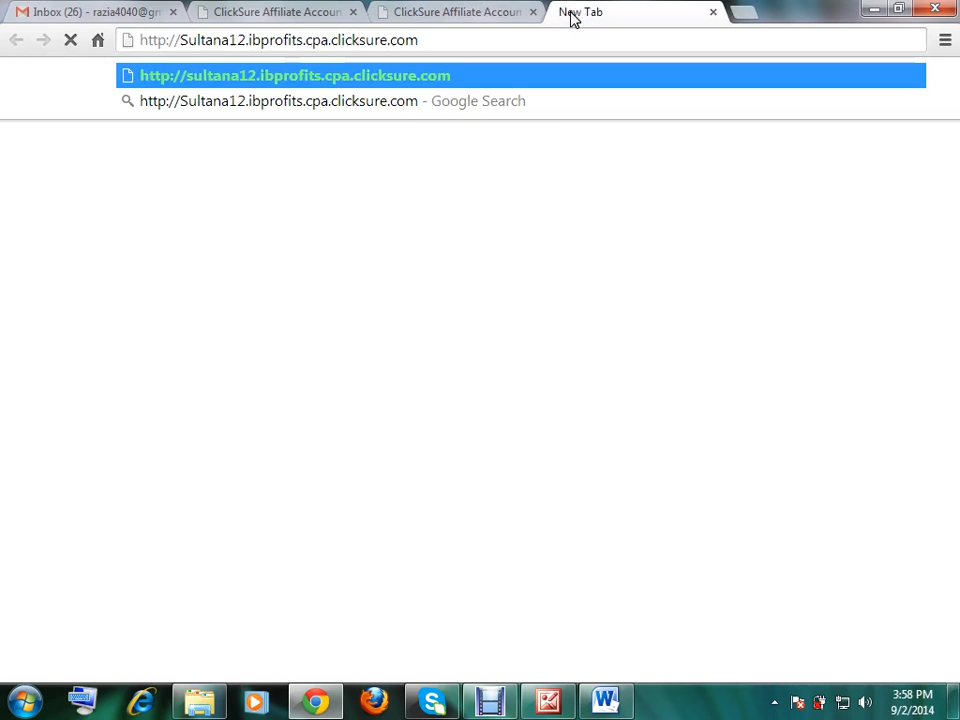 Inbox (26) - razia4040@gm
ClickSure Affiliate Accoun
ClickSure Affiliate Accoun
New Tab
http://Sultana12.ibprofits.cpa.clicksure.com
http://sultana12.ibprofits.cpa.clicksure.com
http://Sultana12.ibprofits.cpa.clicksure.com - Google Search
3:58 PM
9/2/2014